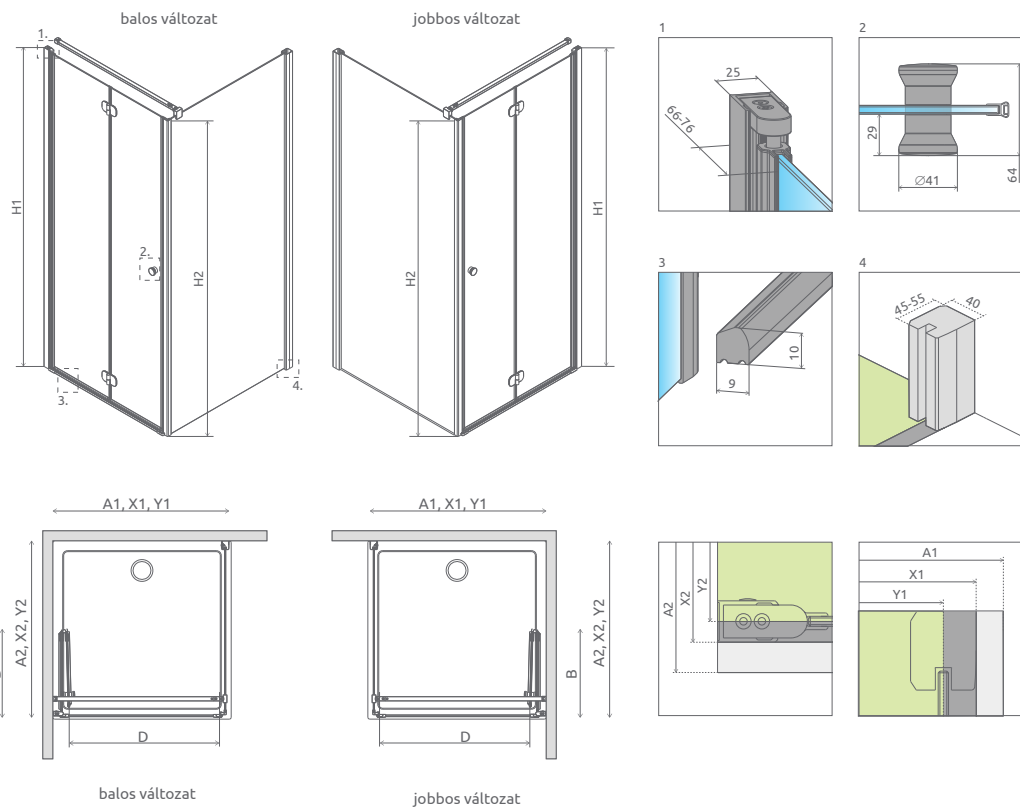 balos változat
jobbos változat
1.
H1
2.
H2
3.
4.
H2
H1
1
25
66-76
2
29
Ø41
64
3
9
10
4
45-55
40
A1, X1, Y1
A2, X2, Y2
D
balos változat
A1, X1, Y1
B
A2, X2, Y2
D
jobbos változat
A2
X2
Y2
A1
X1
Y1